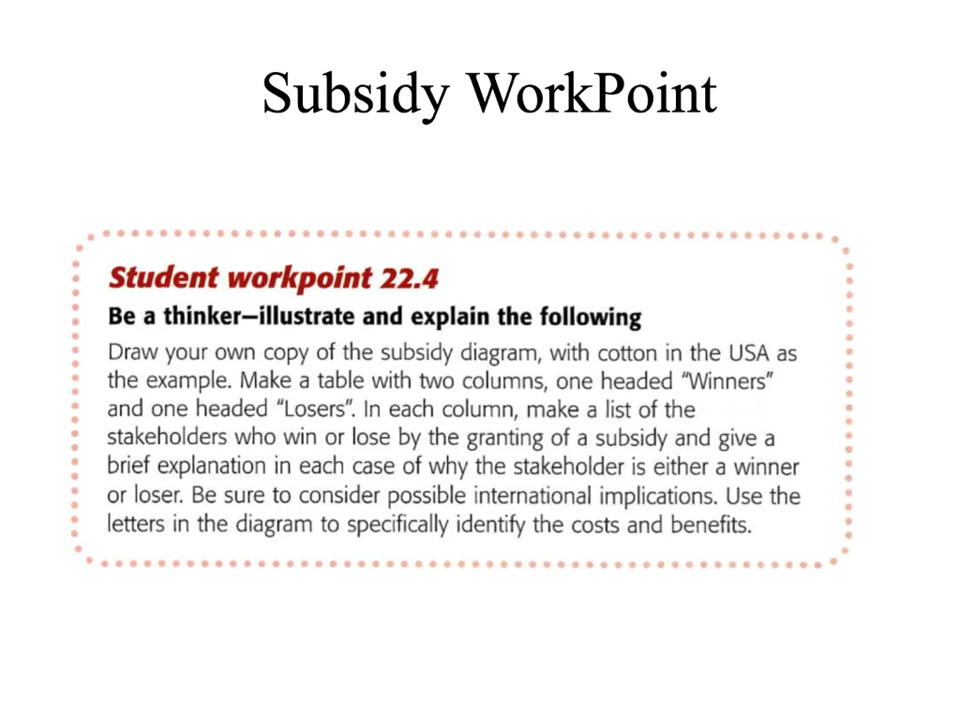 Subsidy WorkPoint
Student workpoint 22.4
Be a thinker—illustrate and explain the following
Draw your own copy of the subsidy diagram, with cotton in the USA as
the example. Make a table with two columns, one headed "Winners"
and one headed "Losers". In each column, make a list of the
stakeholders who win or lose by the granting of a subsidy and give a
brief explanation in each case of why the stakeholder is either a winner
or loser. Be sure to consider possible international implications. Use the
letters in the diagram to specifically identify the costs and benefits.